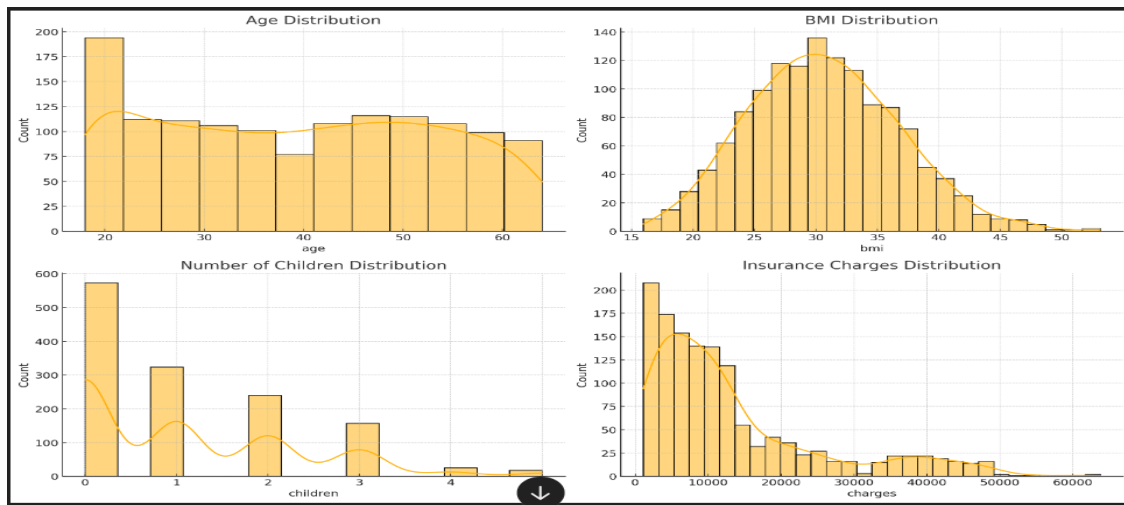 Age Distribution
200
175
150
125
100
75
50
25
0
Count
20 30 40 50 60
age
BMI Distribution
140
120
100
80
60
40
20
0
Count
15 20 25 30 35 40 45 50
bmi
Number of Children Distribution
600
500
400
300
200
100
0
Count
0 1 2 3 4
children
Insurance Charges Distribution
200
175
150
125
100
75
50
25
0
Count
0 10000 20000 30000 40000 50000 60000
charges